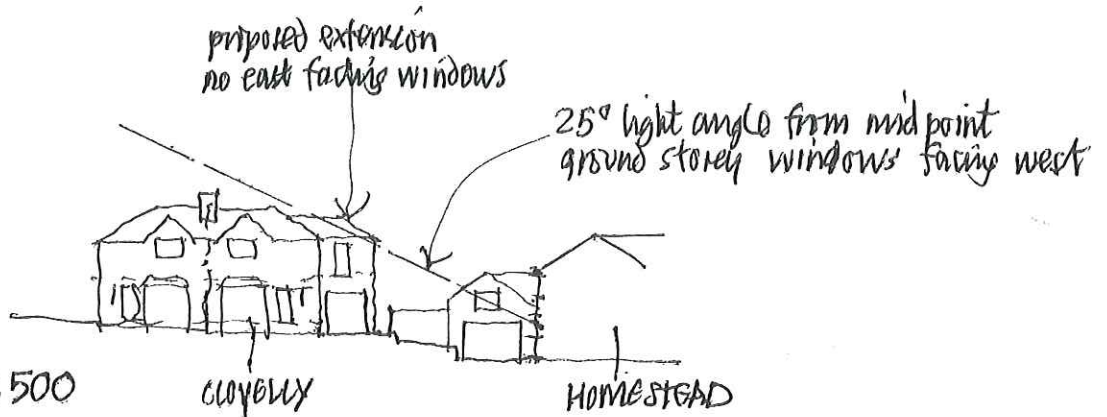 proposed extension
no east facing windows
25° light angle from mid point
ground storey windows facing west
500
CLOVELLY
HOMESTEAD